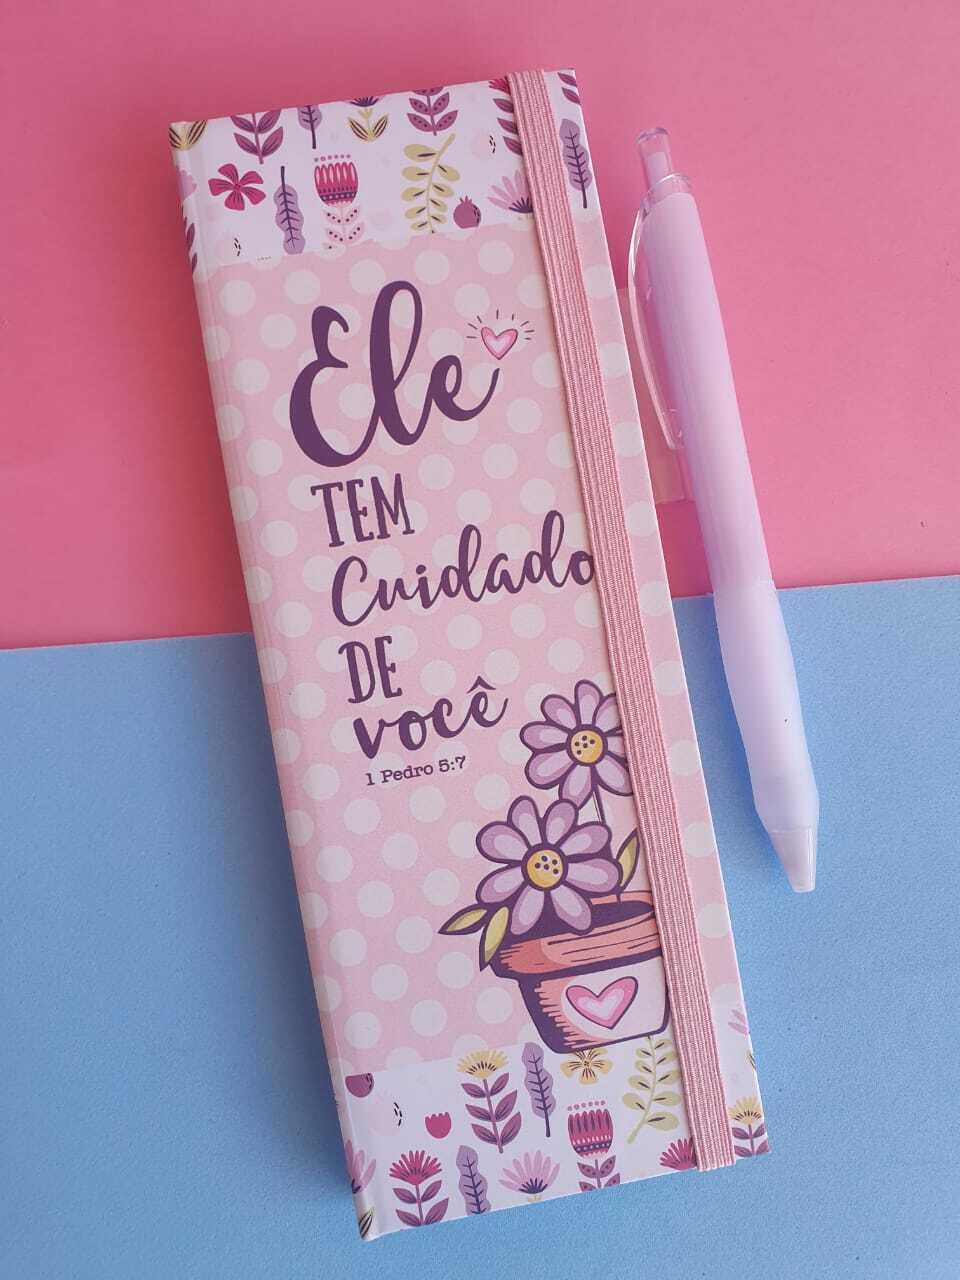 Ele
TEM
Cuidado
DE
você
1 Pedro 5:7